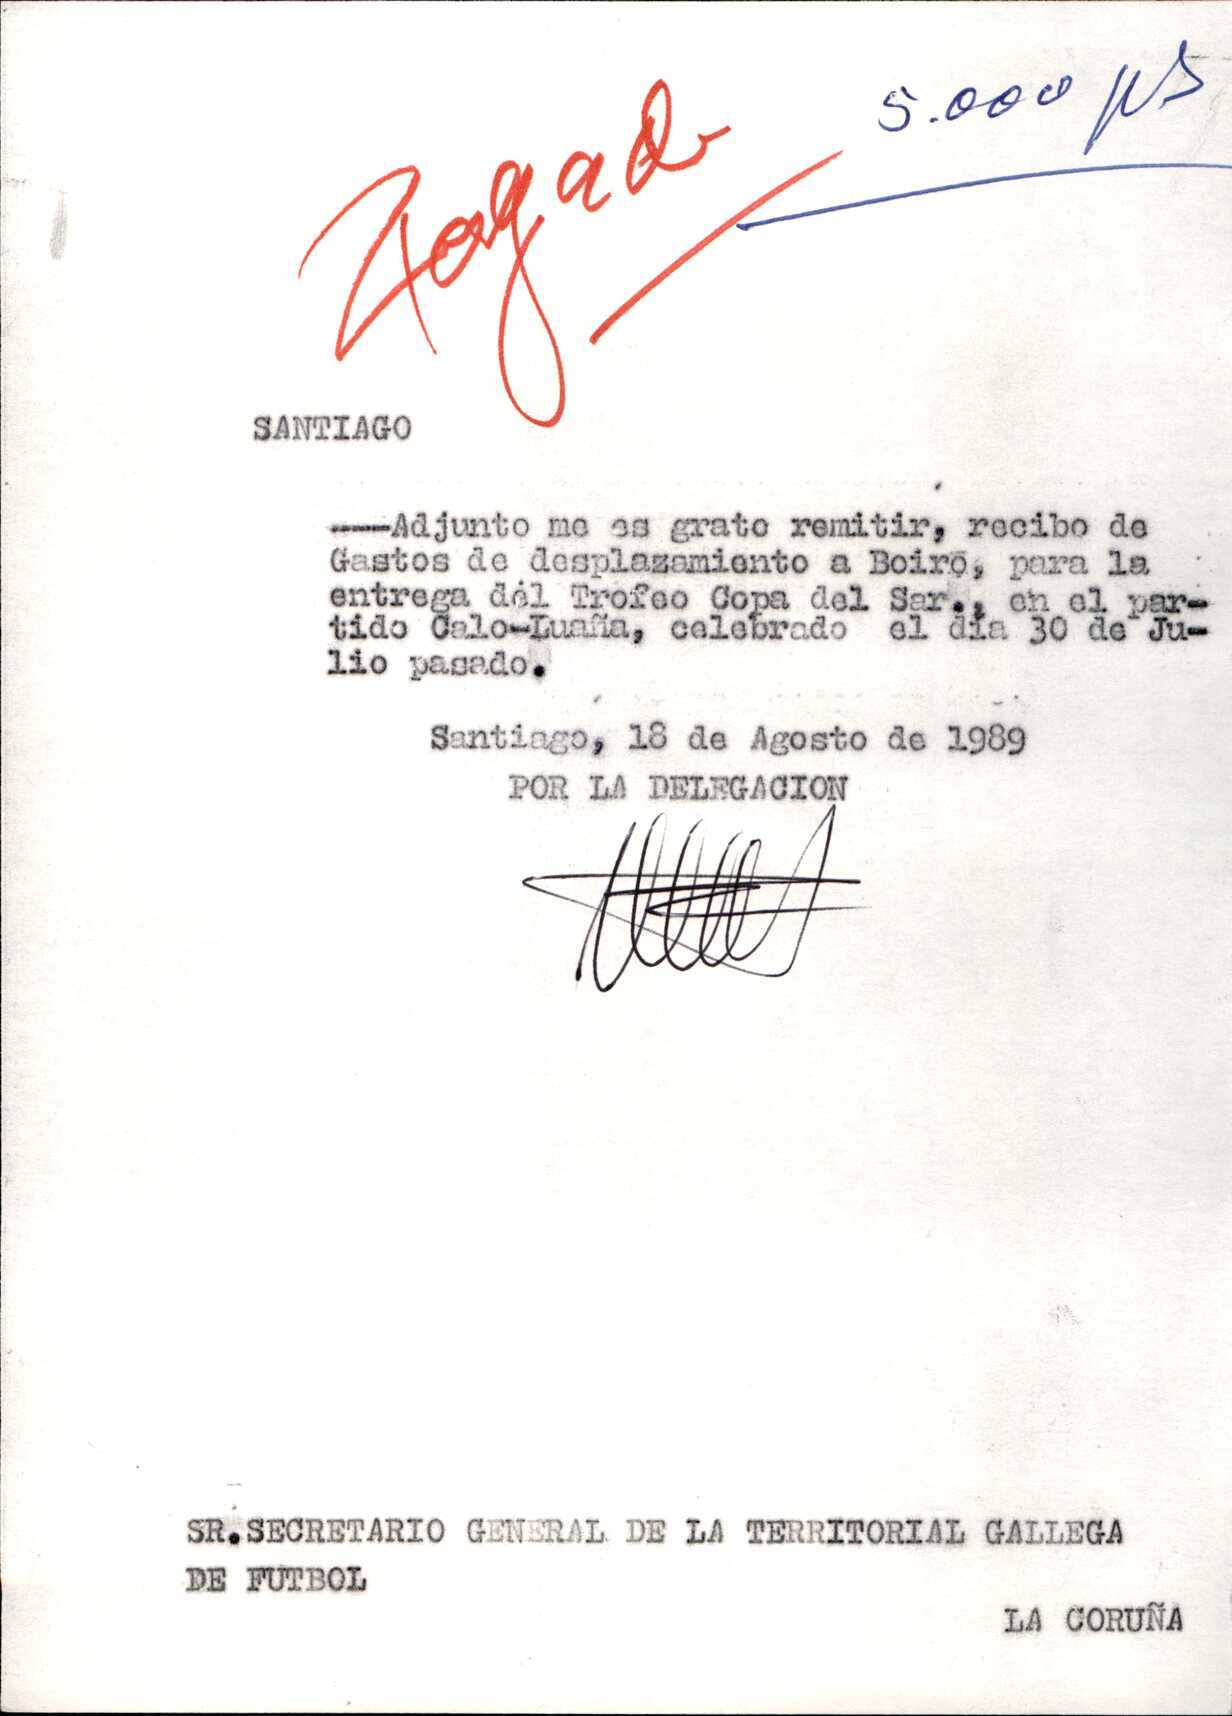 5.000 pts
Pagado
SANTIAGO
----Adjunto me es grato remitir, recibo de
Gastos de desplazamiento a Boiro, para la
entrega del Trofeo Copa del Sar., en el par-
tido Calo-Luaña, celebrado el día 30 de Ju-
lio pasado.
Santiago, 18 de Agosto de 1989
POR LA DELEGACION
SR.SECRETARIO GENERAL DE LA TERRITORIAL GALLEGA
DE FUTBOL
LA CORUÑA